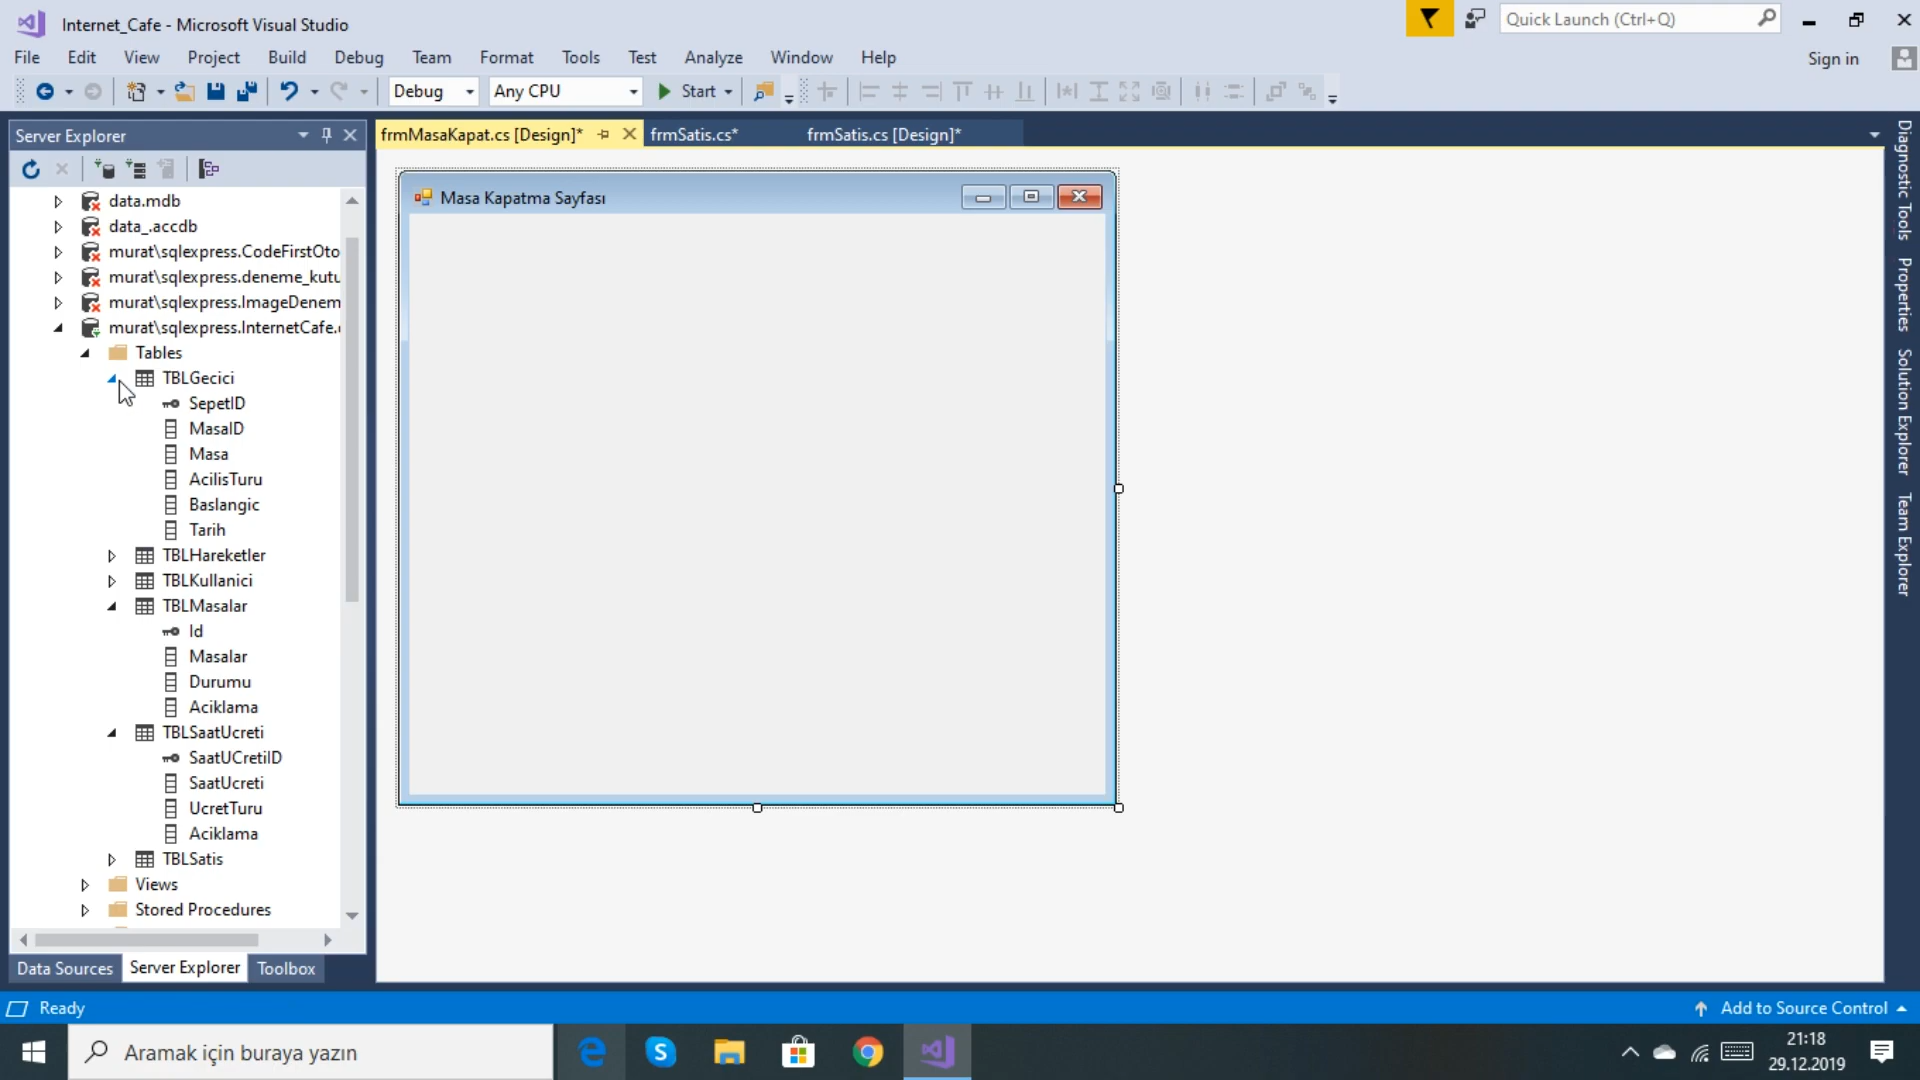 Internet_Cafe - Microsoft Visual Studio
Quick Launch (Ctrl+Q)
File Edit View Project Build Debug Team Format Tools Test Analyze Window Help
Sign in
Debug Any CPU Start
Server Explorer
frmMasaKapat.cs [Design]* frmSatis.cs* frmSatis.cs [Design]*
data.mdb
data_.accdb
murat\sqlexpress.CodeFirstOto
murat\sqlexpress.deneme_kutu
murat\sqlexpress.ImageDenem
murat\sqlexpress.InternetCafe.
Tables
TBLGecici
SepetID
MasaID
Masa
AcilisTuru
Baslangic
Tarih
TBLHareketler
TBLKullanici
TBLMasalar
Id
Masalar
Durumu
Aciklama
TBLSaatUcreti
SaatUCretiID
SaatUcreti
UcretTuru
Aciklama
TBLSatis
Views
Stored Procedures
Data Sources Server Explorer Toolbox
Masa Kapatma Sayfası
Diagnostic Tools
Properties
Solution Explorer
Team Explorer
Ready
Add to Source Control
Aramak için buraya yazın
21:18
29.12.2019